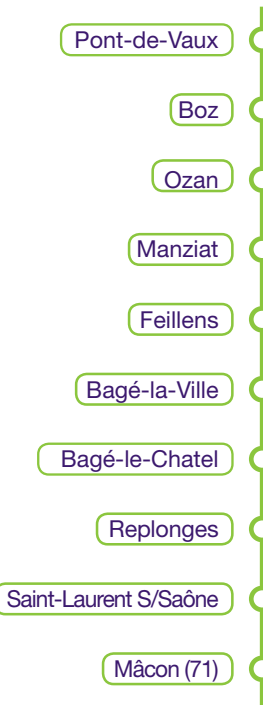 Pont-de-Vaux
Boz
Ozan
Manziat
Feillens
Bagé-la-Ville
Bagé-le-Chatel
Replonges
Saint-Laurent S/Saône
Mâcon (71)